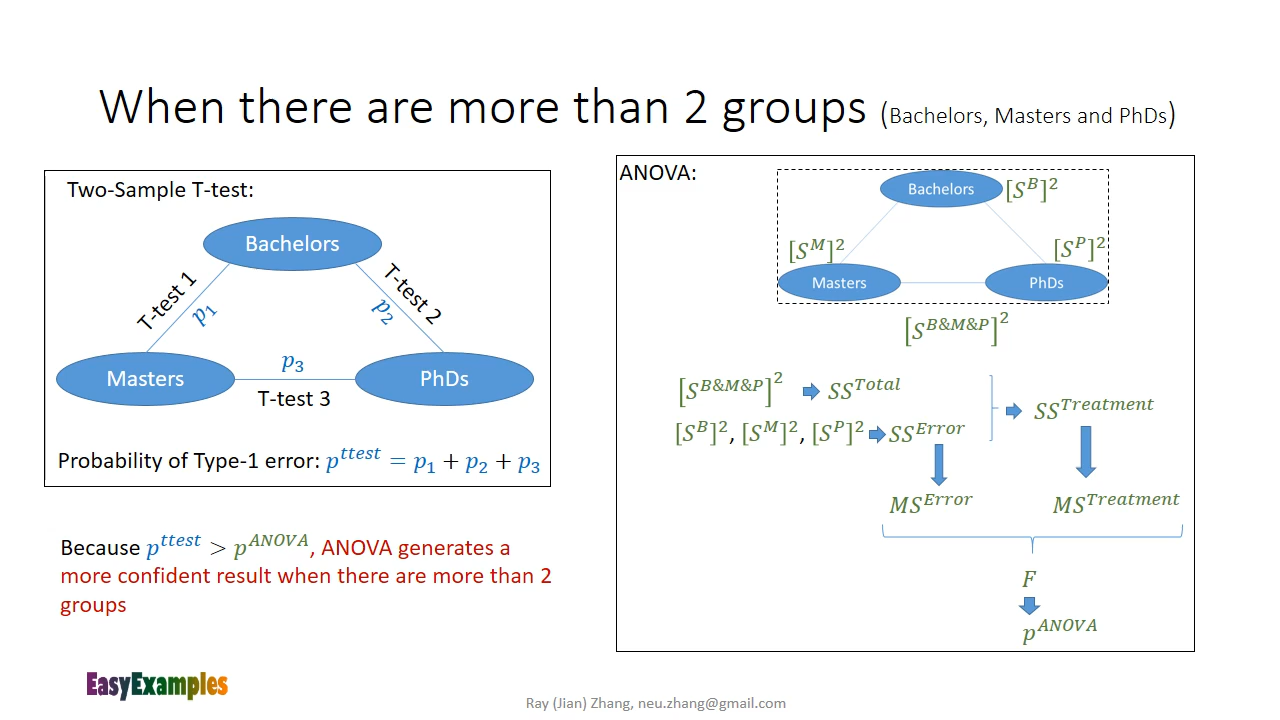 When there are more than 2 groups (Bachelors, Masters and PhDs)
Two-Sample T-test:
Bachelors
T-test 1
p₁
T-test 2
p₂
Masters
p₃
T-test 3
PhDs
Probability of Type-1 error: p^ttest = p₁ + p₂ + p₃
Because p^ttest > p^ANOVA, ANOVA generates a
more confident result when there are more than 2
groups
ANOVA:
Bachelors
[S^B]²
[S^M]²
[S^P]²
Masters
PhDs
[S^B&M&P]²
[S^B&M&P]² SS^Total
[S^B]², [S^M]², [S^P]² SS^Error
SS^Treatment
MS^Error
MS^Treatment
F
p^ANOVA
EasyExamples
Ray (Jian) Zhang, neu.zhang@gmail.com